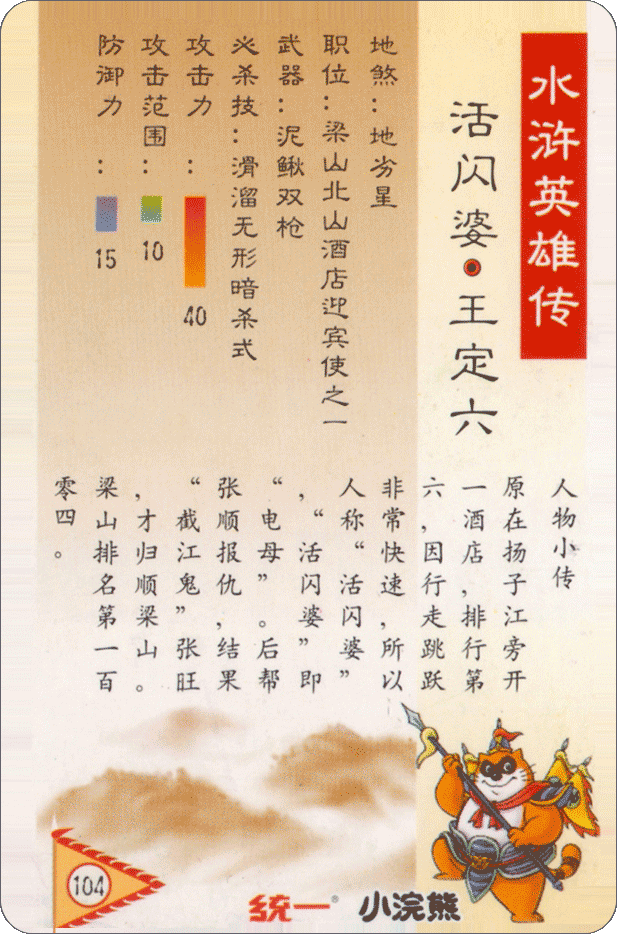 水浒英雄传
活闪婆·王定六
地煞：地劣星
职位：梁山北山酒店迎宾使之一
武器：泥鳅双枪
必杀技：滑溜无形暗杀式
攻击力：
40
攻击范围：
10
防御力：
15
人物小传
原在扬子江旁开
一酒店，排行第
六，因行走跳跃
非常快速，所以
人称“活闪婆”
，“活闪婆”即
“电母”。后帮
张顺报仇，结果
“截江鬼”张旺
，才归顺梁山。
梁山排名第一百
零四。
104
统一®
小浣熊